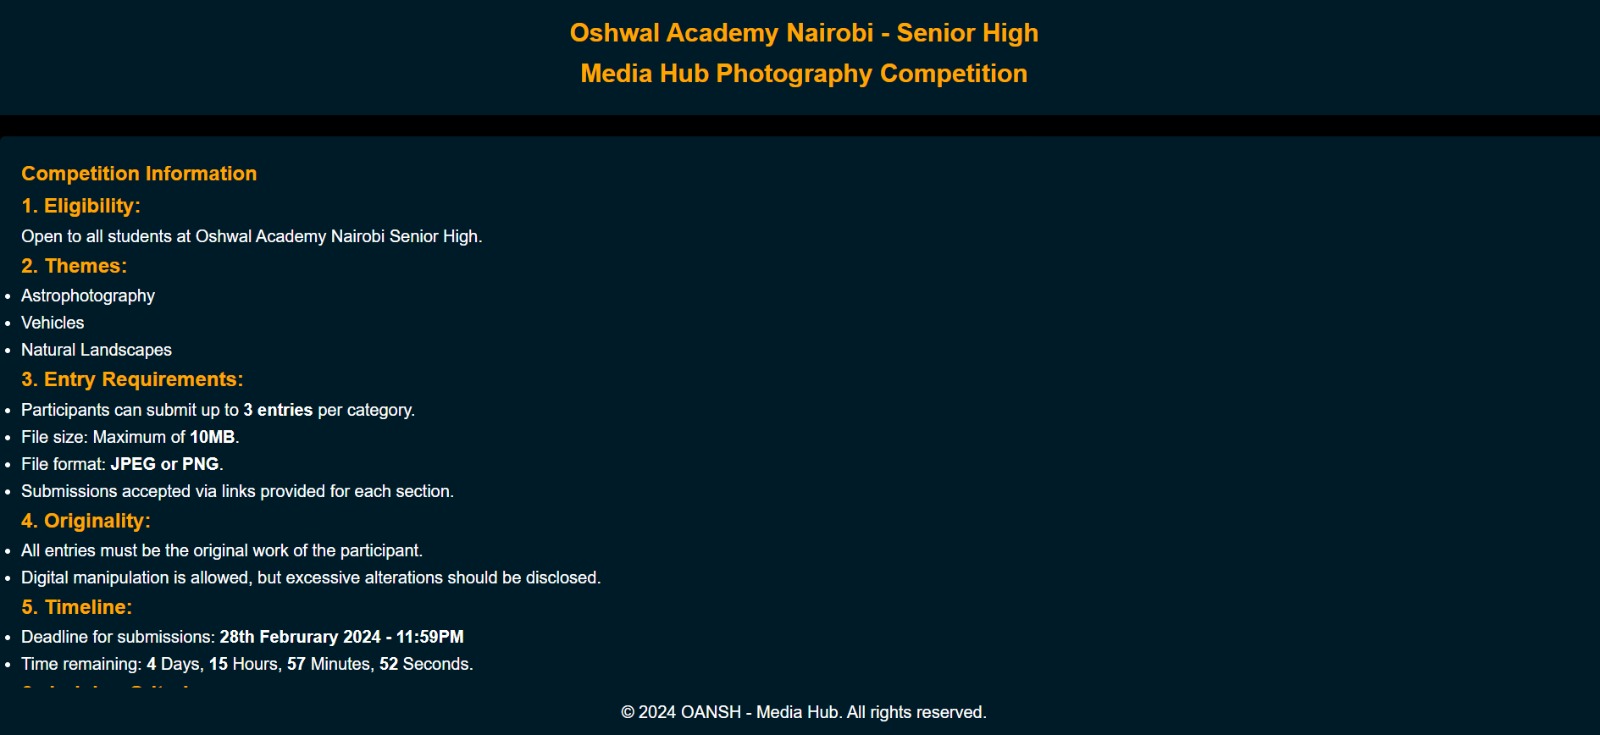 Oshwal Academy Nairobi - Senior High
Media Hub Photography Competition
Competition Information
1. Eligibility:
Open to all students at Oshwal Academy Nairobi Senior High.
2. Themes:
• Astrophotography
• Vehicles
• Natural Landscapes
3. Entry Requirements:
• Participants can submit up to 3 entries per category.
• File size: Maximum of 10MB.
• File format: JPEG or PNG.
• Submissions accepted via links provided for each section.
4. Originality:
• All entries must be the original work of the participant.
• Digital manipulation is allowed, but excessive alterations should be disclosed.
5. Timeline:
• Deadline for submissions: 28th Februrary 2024 - 11:59PM
• Time remaining: 4 Days, 15 Hours, 57 Minutes, 52 Seconds.
© 2024 OANSH - Media Hub. All rights reserved.